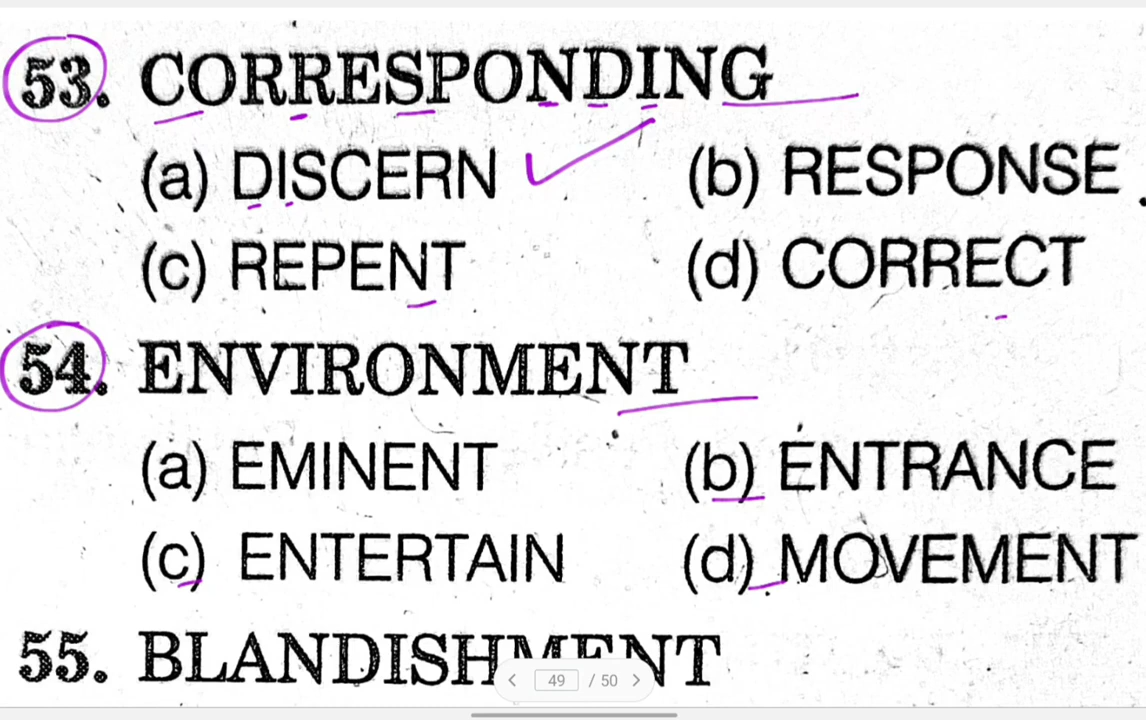 53. CORRESPONDING
(a) DISCERN (b) RESPONSE
(c) REPENT (d) CORRECT
54. ENVIRONMENT
(a) EMINENT (b) ENTRANCE
(c) ENTERTAIN (d) MOVEMENT
55. BLANDISHMENT
< 49 / 50 >